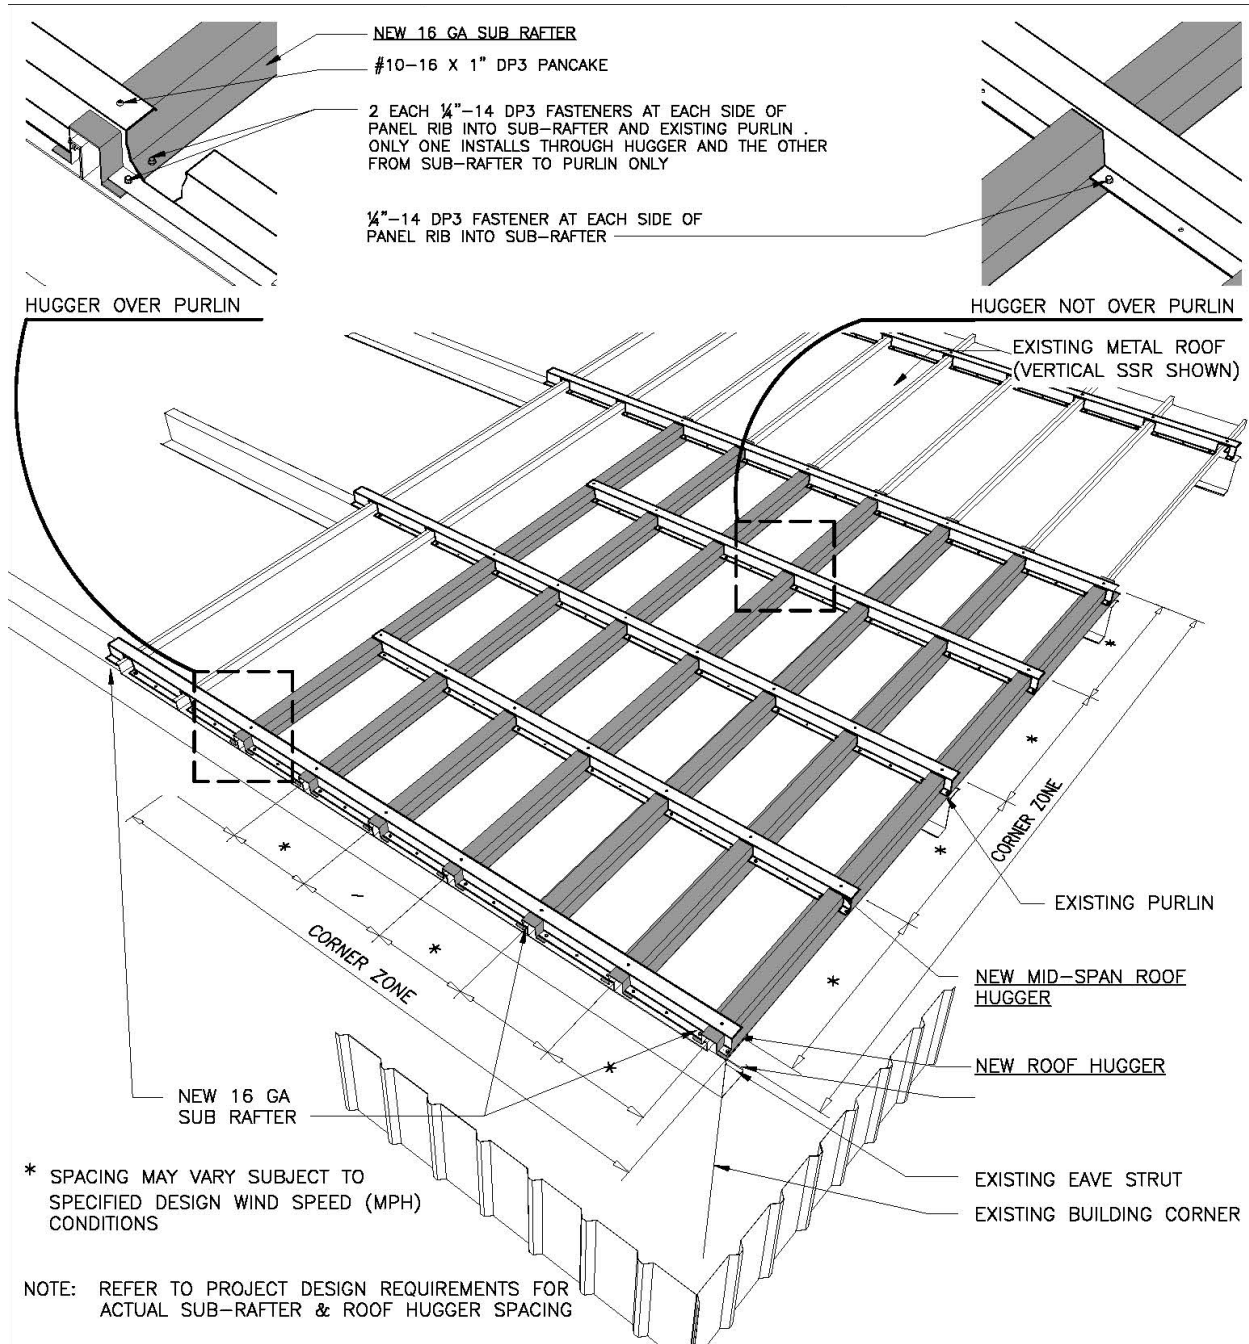 NEW 16 GA SUB RAFTER
#10-16 X 1" DP3 PANCAKE
2 EACH ¼"-14 DP3 FASTENERS AT EACH SIDE OF
PANEL RIB INTO SUB-RAFTER AND EXISTING PURLIN .
ONLY ONE INSTALLS THROUGH HUGGER AND THE OTHER
FROM SUB-RAFTER TO PURLIN ONLY
¼"-14 DP3 FASTENER AT EACH SIDE OF
PANEL RIB INTO SUB-RAFTER
HUGGER OVER PURLIN
HUGGER NOT OVER PURLIN
EXISTING METAL ROOF
(VERTICAL SSR SHOWN)
*
*
*
*
CORNER ZONE
*
*
*
CORNER ZONE
EXISTING PURLIN
NEW MID-SPAN ROOF
HUGGER
NEW ROOF HUGGER
NEW 16 GA
SUB RAFTER
EXISTING EAVE STRUT
EXISTING BUILDING CORNER
* SPACING MAY VARY SUBJECT TO
SPECIFIED DESIGN WIND SPEED (MPH)
CONDITIONS
NOTE: REFER TO PROJECT DESIGN REQUIREMENTS FOR
ACTUAL SUB-RAFTER & ROOF HUGGER SPACING